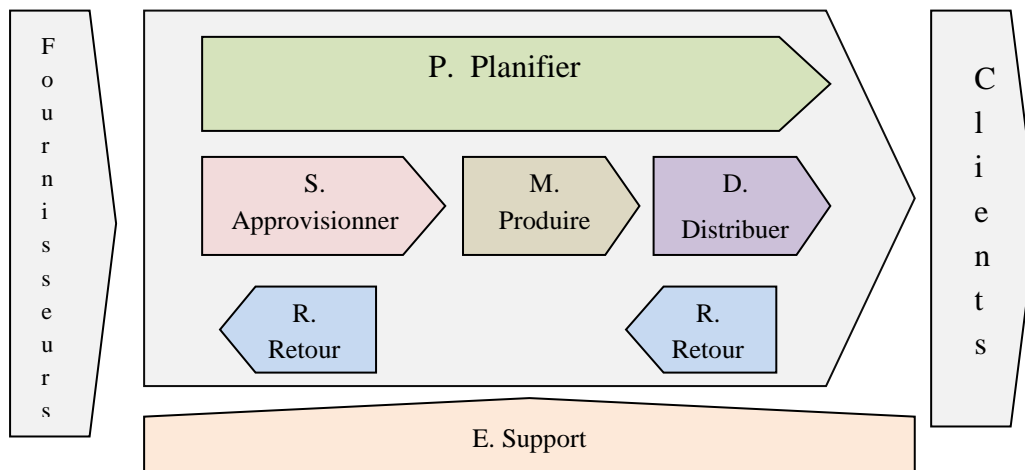 Fournisseurs
P. Planifier
S.
Approvisionner
M.
Produire
D.
Distribuer
R.
Retour
R.
Retour
E. Support
Clients